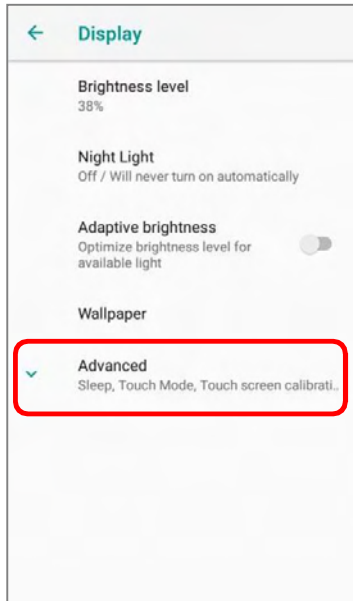 Display
Brightness level
38%
Night Light
Off / Will never turn on automatically
Adaptive brightness
Optimize brightness level for
available light
Wallpaper
Advanced
Sleep, Touch Mode, Touch screen calibrati..